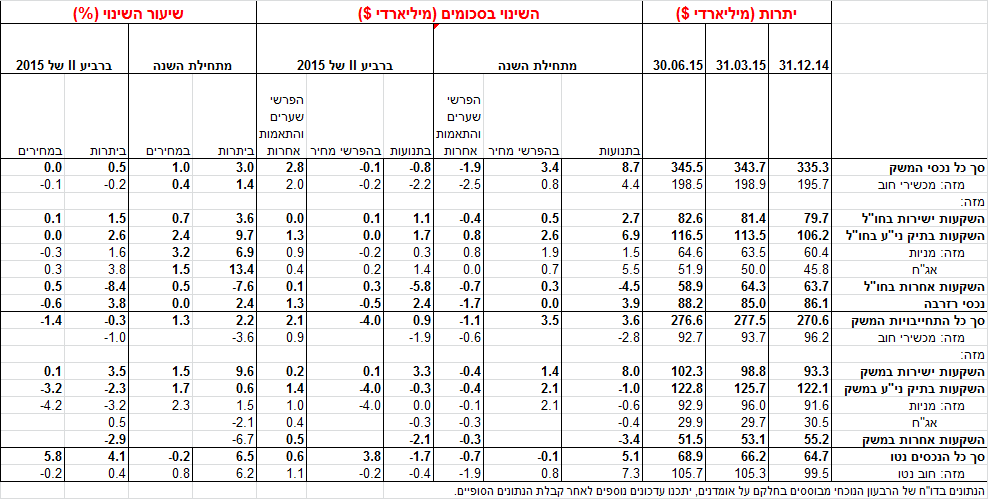 יתרות (מיליארדי $) השינוי בסכומים (מיליארדי $) שיעור השינוי (%)
31.12.14 31.03.15 30.06.15 מתחילת השנה ברביע II של 2015 מתחילת השנה ברביע II של 2015
הפרשי הפרשי
שערים שערים
והתאמות והתאמות
בתנועות בהפרשי מחיר אחרות בתנועות בהפרשי מחיר אחרות ביתרות במחירים ביתרות במחירים
סך כל נכסי המשק 335.3 343.7 345.5 8.7 3.4 -1.9 -0.8 -0.1 2.8 3.0 1.0 0.5 0.0
מזה: מכשירי חוב 195.7 198.9 198.5 4.4 0.8 -2.5 -2.2 -0.2 2.0 1.4 0.4 -0.2 -0.1
מזה:
השקעות ישירות בחו"ל 79.7 81.4 82.6 2.7 0.5 -0.4 1.1 0.1 0.0 3.6 0.7 1.5 0.1
השקעות בתיק ני"ע בחו"ל 106.2 113.5 116.5 6.9 2.6 0.8 1.7 0.0 1.3 9.7 2.4 2.6 0.0
מזה: מניות 60.4 63.5 64.6 1.5 1.9 0.8 0.3 -0.2 0.9 6.9 3.2 1.6 -0.3
אג"ח 45.8 50.0 51.9 5.5 0.7 0.0 1.4 0.2 0.4 13.4 1.5 3.8 0.3
השקעות אחרות בחו"ל 63.7 64.3 58.9 -4.5 0.3 -0.7 -5.8 0.3 0.1 -7.6 0.5 -8.4 0.5
נכסי רזרבה 86.1 85.0 88.2 3.9 0.0 -1.7 2.4 -0.5 1.3 2.4 0.0 3.8 -0.6
סך כל התחייבויות המשק 270.6 277.5 276.6 3.6 3.5 -1.1 0.9 -4.0 2.1 2.2 1.3 -0.3 -1.4
מזה: מכשירי חוב 96.2 93.7 92.7 -2.8 -0.6 -1.9 0.9 -3.6 -1.0
מזה:
השקעות ישירות במשק 93.3 98.8 102.3 8.0 1.4 -0.4 3.3 0.1 0.2 9.6 1.5 3.5 0.1
השקעות בתיק ני"ע במשק 122.1 125.7 122.8 -1.0 2.1 -0.4 -0.3 -4.0 1.4 0.6 1.7 -2.3 -3.2
מזה: מניות 91.6 96.0 92.9 -0.6 2.1 -0.1 0.0 -4.0 1.0 1.5 2.3 -3.2 -4.2
אג"ח 30.5 29.7 29.9 -0.4 -0.3 -0.3 0.4 -2.1 0.5
השקעות אחרות במשק 55.2 53.1 51.5 -3.4 -0.3 -2.1 0.5 -6.7 -2.9
סך כל הנכסים נטו 64.7 66.2 68.9 5.1 -0.1 -0.7 -1.7 3.8 0.6 6.5 -0.2 4.1 5.8
מזה: חוב נטו 99.5 105.3 105.7 7.3 0.8 -1.9 -0.4 -0.2 1.1 6.2 0.8 0.4 -0.2
הנתונים בדו"ח של הרבעון הנוכחי מבוססים בחלקם על אומדנים, יתכנו עדכונים נוספים לאחר קבלת הנתונים הסופיים.